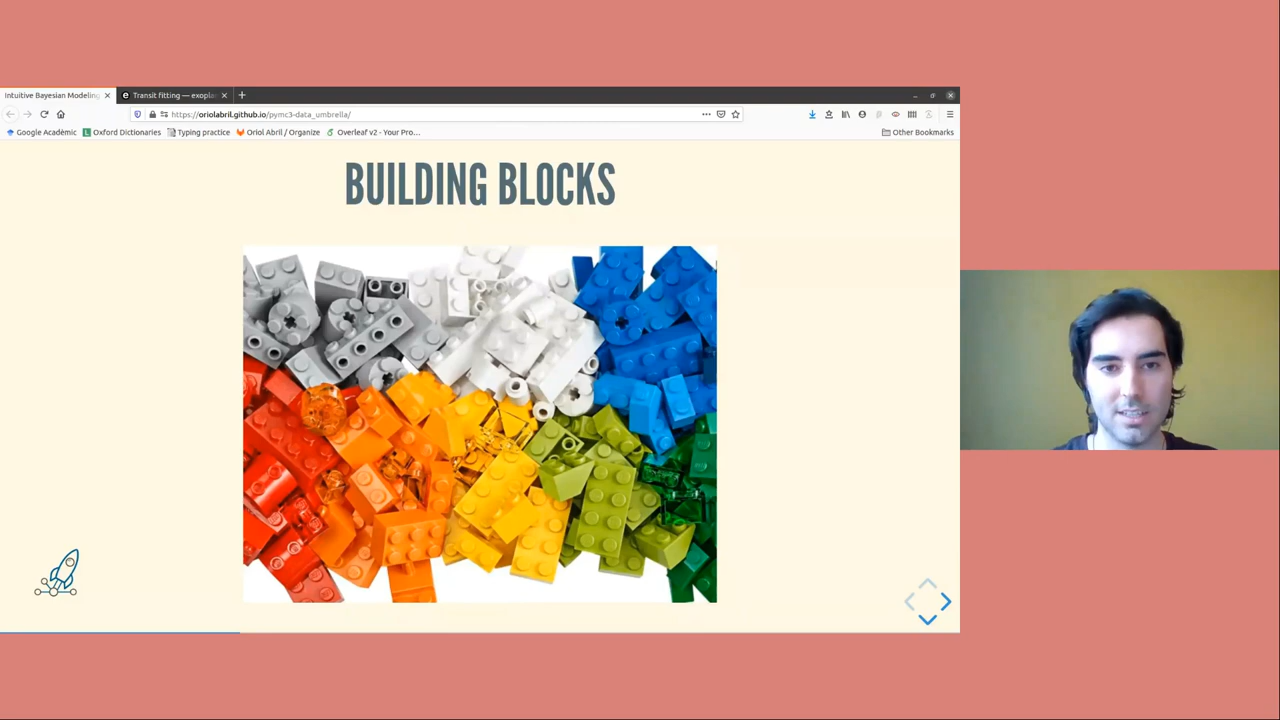 Intuitive Bayesian Modeling
Transit fitting — exopla
https://oriolabril.github.io/pymc3-data_umbrella/
Google Acadèmic
Oxford Dictionaries
Typing practice
Oriol Abril / Organize
Overleaf v2 - Your Pro...
Other Bookmarks
BUILDING BLOCKS